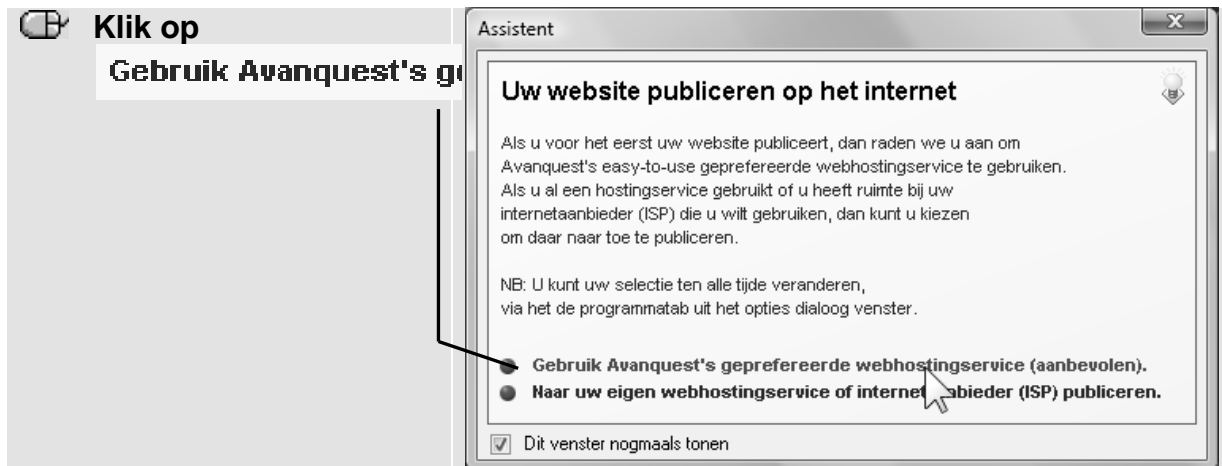 Klik op
Gebruik Avanquest's g
Assistent
Uw website publiceren op het internet
Als u voor het eerst uw website publiceert, dan raden we u aan om
Avanquest's easy-to-use geprefereerde webhostingservice te gebruiken.
Als u al een hostingservice gebruikt of u heeft ruimte bij uw
internetaanbieder (ISP) die u wilt gebruiken, dan kunt u kiezen
om daar naar toe te publiceren.
NB: U kunt uw selectie ten alle tijde veranderen,
via het de programmatab uit het opties dialoog venster.
Gebruik Avanquest's geprefereerde webhostingservice (aanbevolen).
Naar uw eigen webhostingservice of internetaanbieder (ISP) publiceren.
Dit venster nogmaals tonen